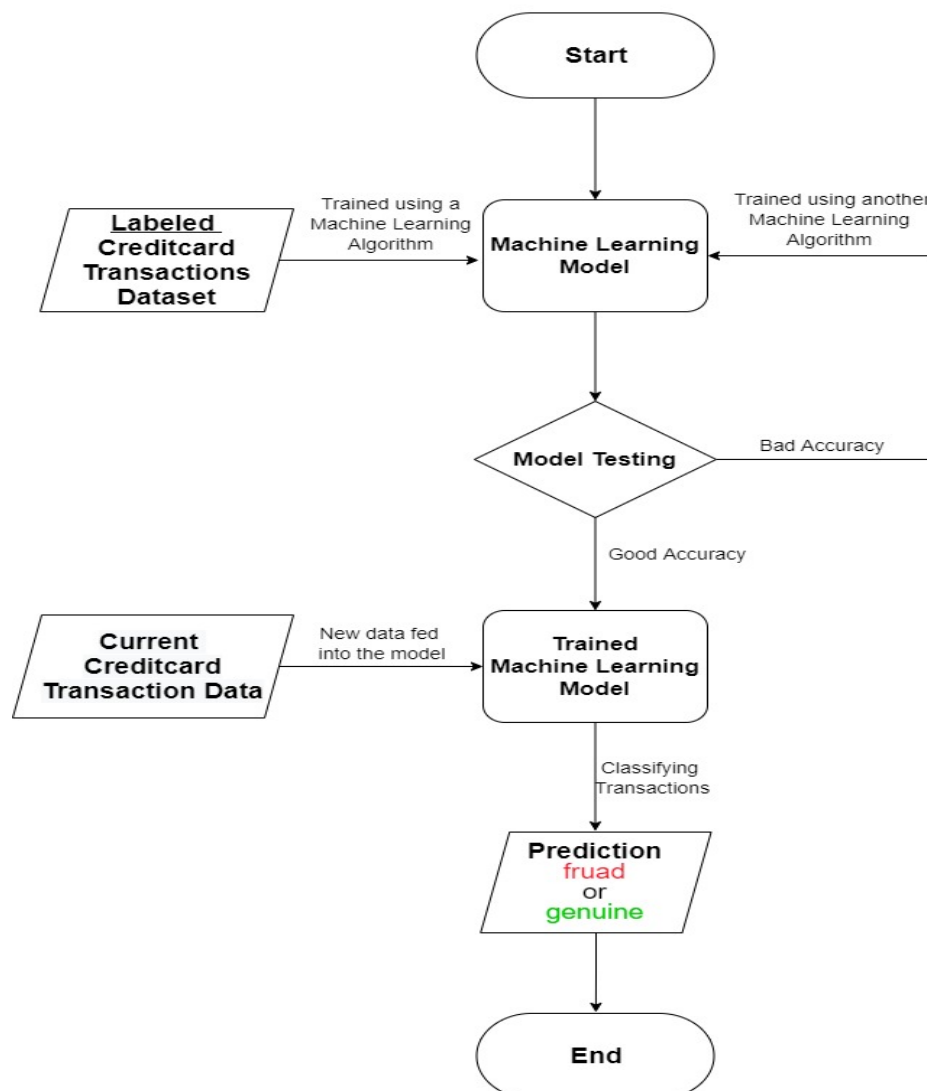 Start
Trained using a
Machine Learning
Algorithm
Trained using another
Machine Learning
Algorithm
Labeled
Creditcard
Transactions
Dataset
Machine Learning
Model
Model Testing
Bad Accuracy
Good Accuracy
Current
Creditcard
Transaction Data
New data fed
into the model
Trained
Machine Learning
Model
Classifying
Transactions
Prediction
fruad
or
genuine
End